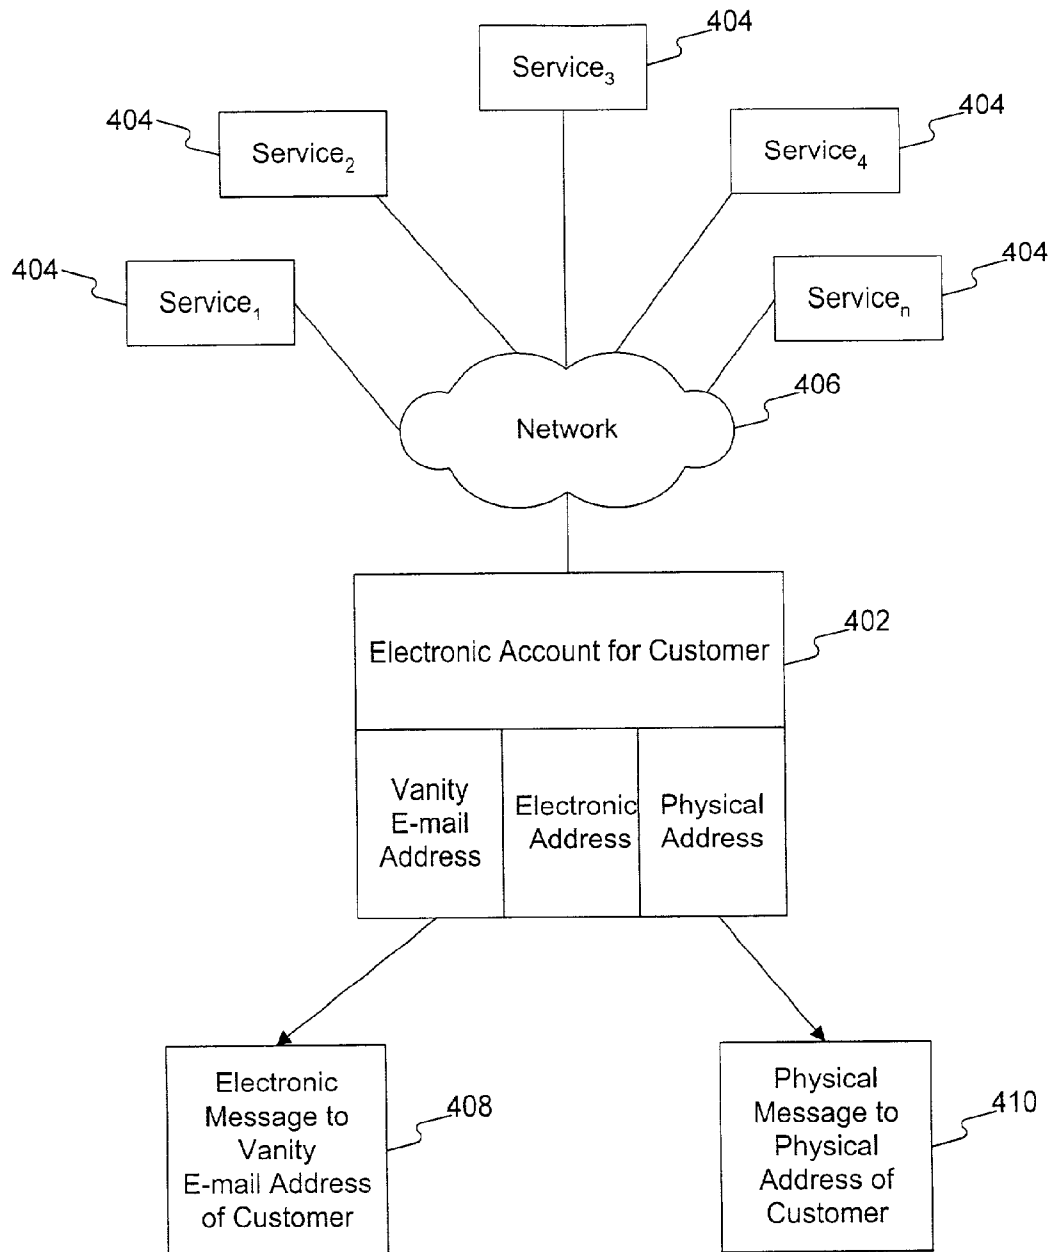 404
Service3
404
Service2
404
Service4
404
Service1
404
Servicen
406
Network
402
Electronic Account for Customer
Vanity
E-mail
Address
Electronic
Address
Physical
Address
408
Electronic
Message to
Vanity
E-mail Address
of Customer
410
Physical
Message to
Physical
Address of
Customer